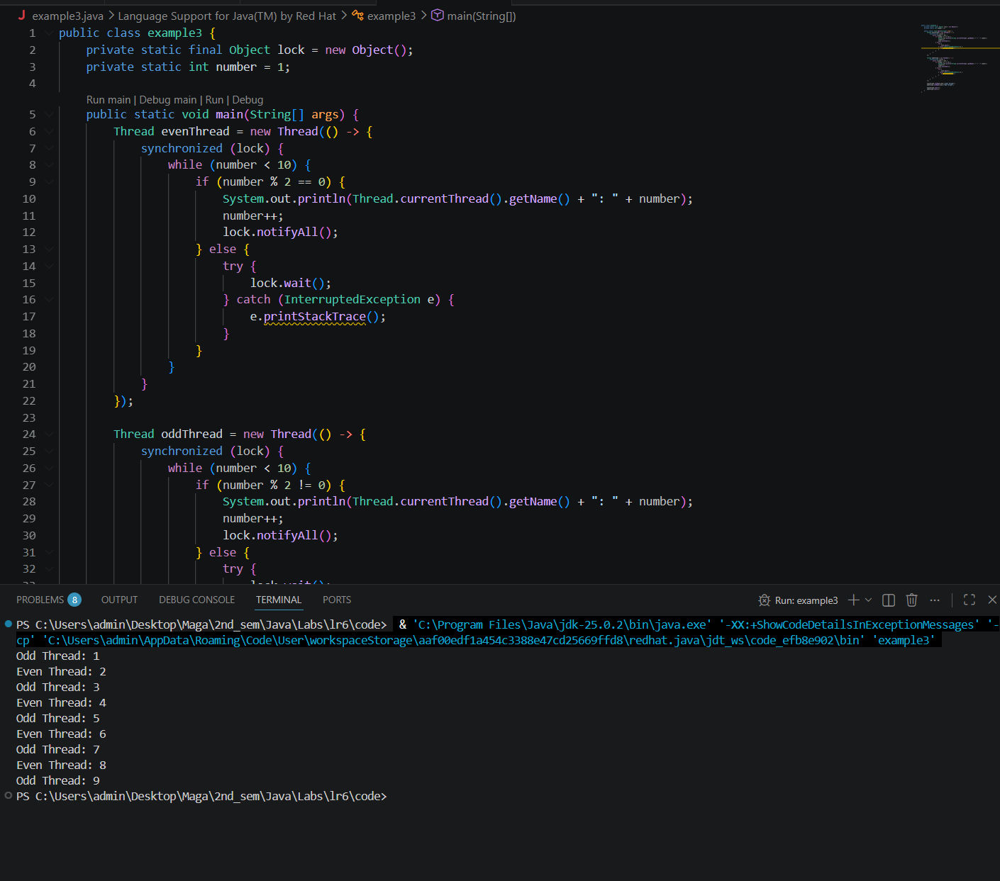 example3.java > Language Support for Java(TM) by Red Hat > example3 > main(String[])
1 public class example3 {
2 private static final Object lock = new Object();
3 private static int number = 1;
4
Run main | Debug main | Run | Debug
5 public static void main(String[] args) {
6 Thread evenThread = new Thread(() -> {
7 synchronized (lock) {
8 while (number < 10) {
9 if (number % 2 == 0) {
10 System.out.println(Thread.currentThread().getName() + ": " + number);
11 number++;
12 lock.notifyAll();
13 } else {
14 try {
15 lock.wait();
16 } catch (InterruptedException e) {
17 e.printStackTrace();
18 }
19 }
20 }
21 }
22 });
23
24 Thread oddThread = new Thread(() -> {
25 synchronized (lock) {
26 while (number < 10) {
27 if (number % 2 != 0) {
28 System.out.println(Thread.currentThread().getName() + ": " + number);
29 number++;
30 lock.notifyAll();
31 } else {
32 try {
PROBLEMS 8 OUTPUT DEBUG CONSOLE TERMINAL PORTS Run: example3
PS C:\Users\admin\Desktop\Maga\2nd_sem\Java\Labs\lr6\code> & 'C:\Program Files\Java\jdk-25.0.2\bin\java.exe' '-XX:+ShowCodeDetailsInExceptionMessages' '-
cp' 'C:\Users\admin\AppData\Roaming\Code\User\workspaceStorage\aaf00edf1a454c3388e47cd25669ffd8\redhat.java\jdt_ws\code_efb8e902\bin' 'example3'
Odd Thread: 1
Even Thread: 2
Odd Thread: 3
Even Thread: 4
Odd Thread: 5
Even Thread: 6
Odd Thread: 7
Even Thread: 8
Odd Thread: 9
PS C:\Users\admin\Desktop\Maga\2nd_sem\Java\Labs\lr6\code>